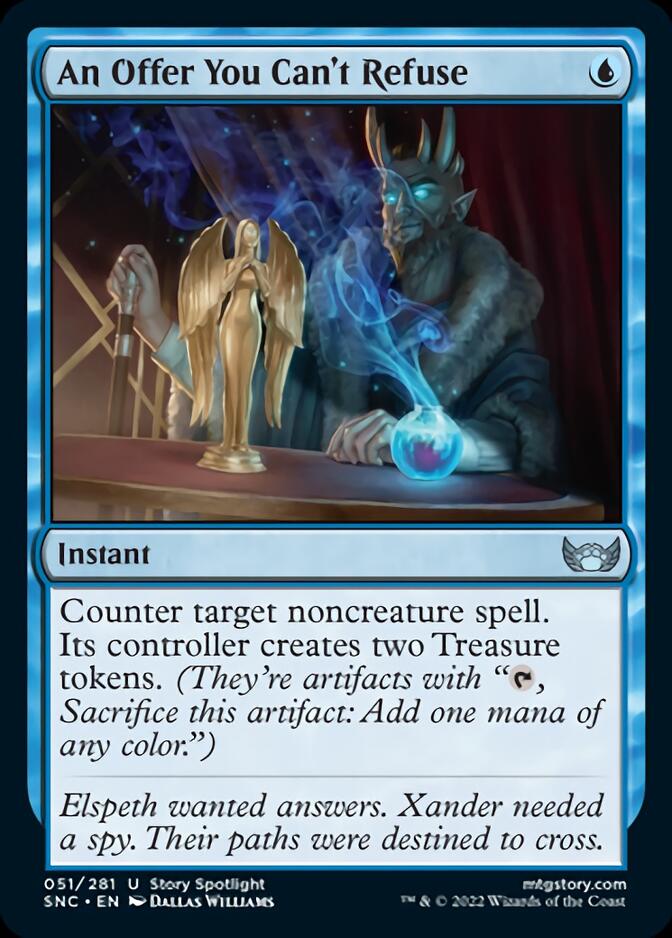 An Offer You Can't Refuse
Instant
Counter target noncreature spell.
Its controller creates two Treasure
tokens. (They're artifacts with “,
Sacrifice this artifact: Add one mana of
any color.”)
Elspeth wanted answers. Xander needed
a spy. Their paths were destined to cross.
051/281 U Story Spotlight
mtgstory.com
SNC • EN DALLAS WILLIAMS
™ & © 2022 Wizards of the Coast